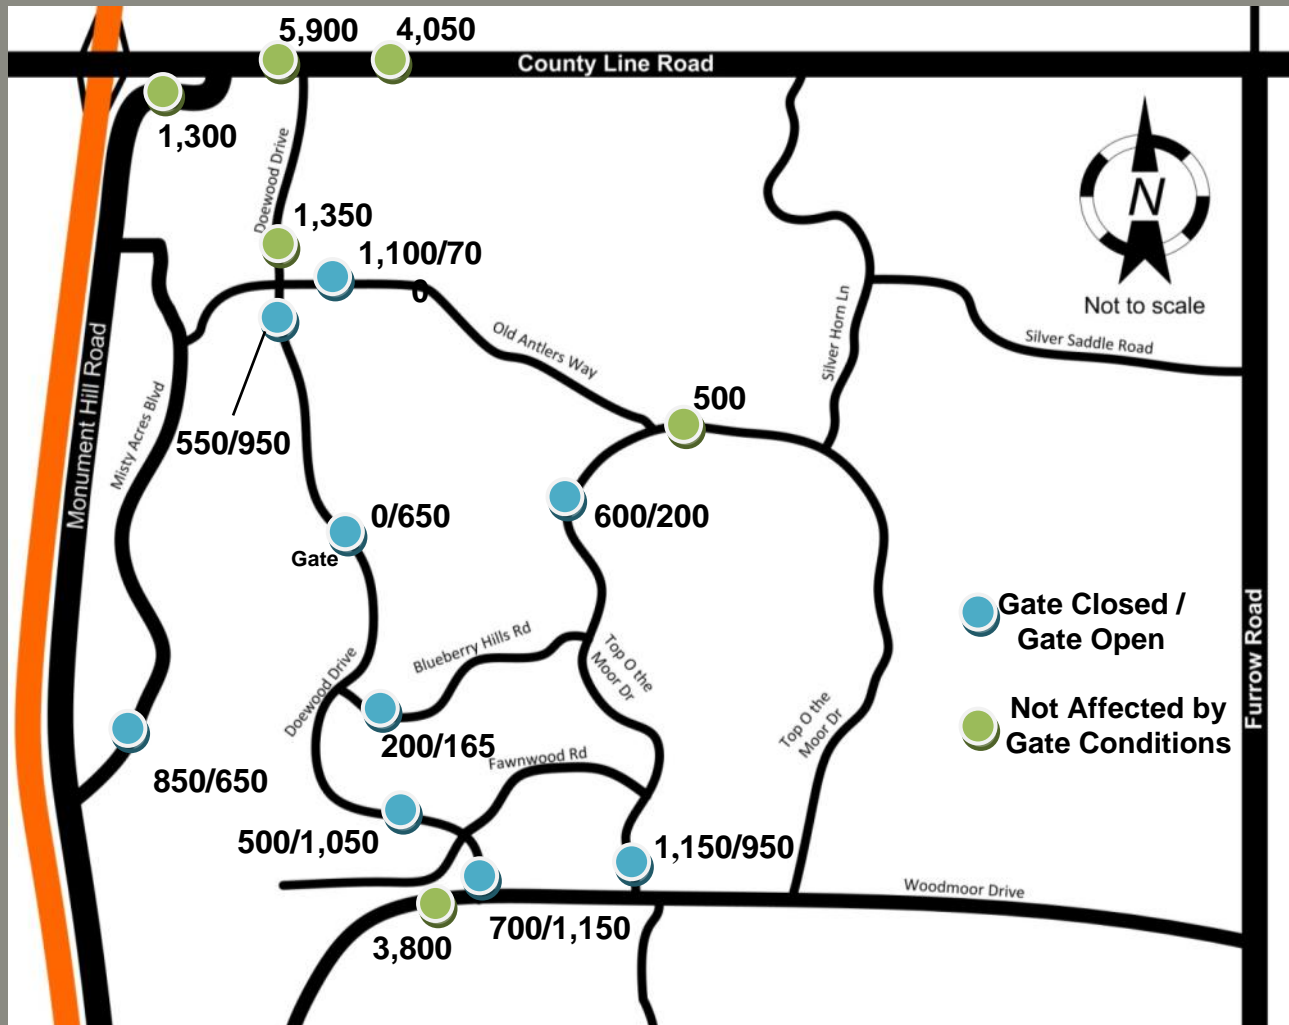 5,900
4,050
County Line Road
1,300
Doewood Drive
1,350
1,100/70
0
N
Not to scale
Old Antlers Way
Silver Horn Ln
Silver Saddle Road
Monument Hill Road
Misty Acres Blvd
550/950
500
0/650
Gate
600/200
Gate Closed /
Gate Open
Furrow Road
Blueberry Hills Rd
Top O the
Moor Dr
Doewood Drive
Top O the
Moor Dr
Not Affected by
Gate Conditions
200/165
Fawnwood Rd
850/650
500/1,050
1,150/950
Woodmoor Drive
700/1,150
3,800